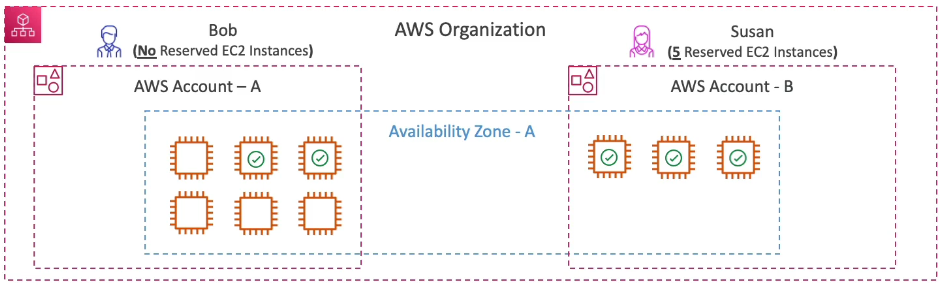 Bob
(No Reserved EC2 Instances)
AWS Organization
Susan
(5 Reserved EC2 Instances)
AWS Account – A
AWS Account - B
Availability Zone - A